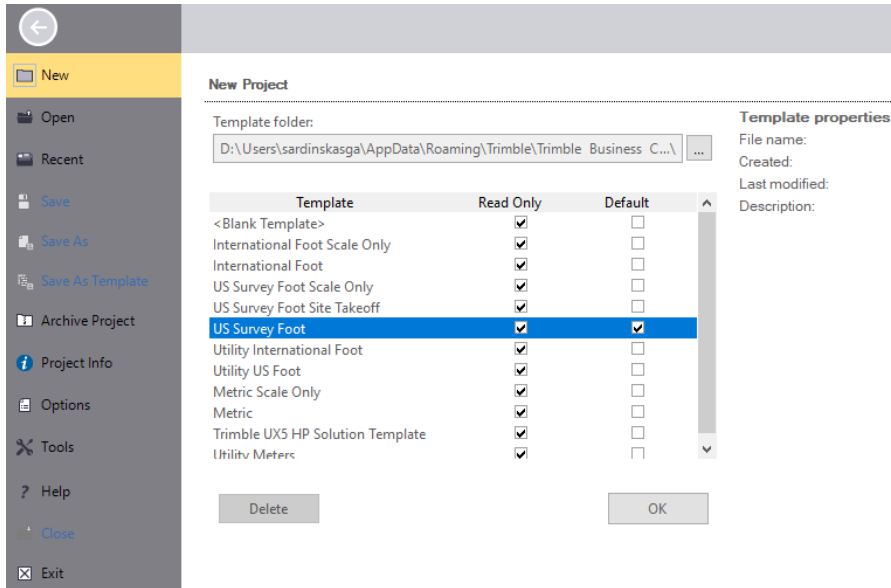 New
Open
Recent
Save
Save As
Save As Template
Archive Project
Project Info
Options
Tools
Help
Close
Exit
New Project
Template folder:
D:\Users\sardinskasga\AppData\Roaming\Trimble\Trimble Business C...\
...
Template Read Only Default
<Blank Template>
International Foot Scale Only
International Foot
US Survey Foot Scale Only
US Survey Foot Site Takeoff
US Survey Foot
Utility International Foot
Utility US Foot
Metric Scale Only
Metric
Trimble UX5 HP Solution Template
Utility Meters
Delete
OK
Template properties
File name:
Created:
Last modified:
Description: